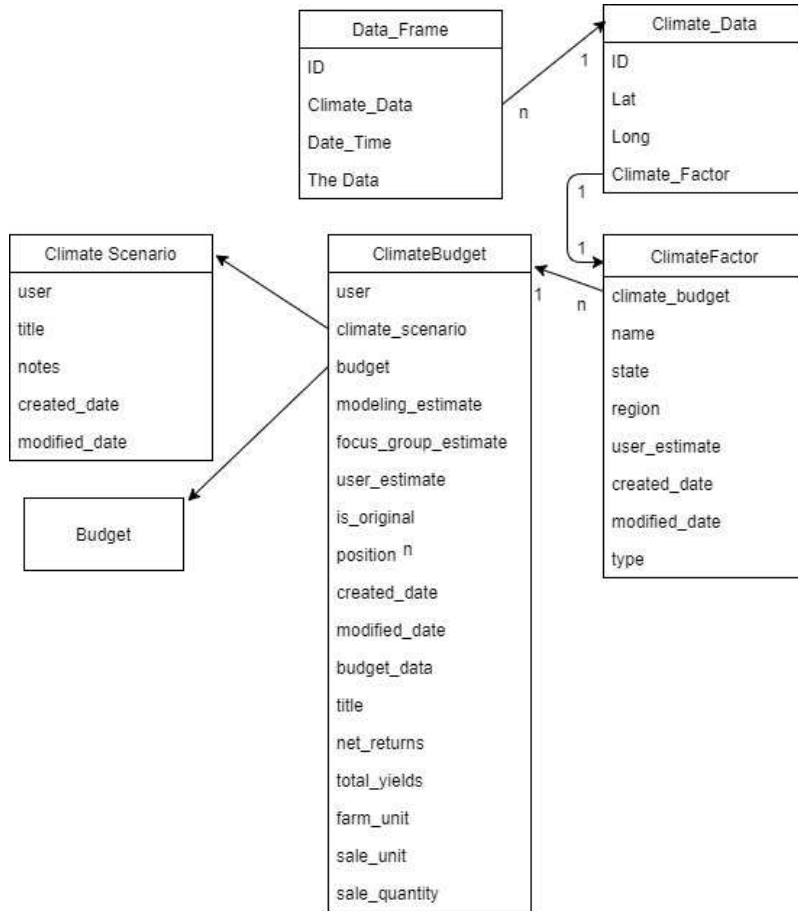 Data_Frame
ID
Climate_Data
Date_Time
The Data
n
1
Climate_Data
ID
Lat
Long
Climate_Factor
1
1
Climate Scenario
user
title
notes
created_date
modified_date
Budget
ClimateBudget
user
climate_scenario
budget
modeling_estimate
focus_group_estimate
user_estimate
is_original
position n
created_date
modified_date
budget_data
title
net_returns
total_yields
farm_unit
sale_unit
sale_quantity
1
n
ClimateFactor
climate_budget
name
state
region
user_estimate
created_date
modified_date
type